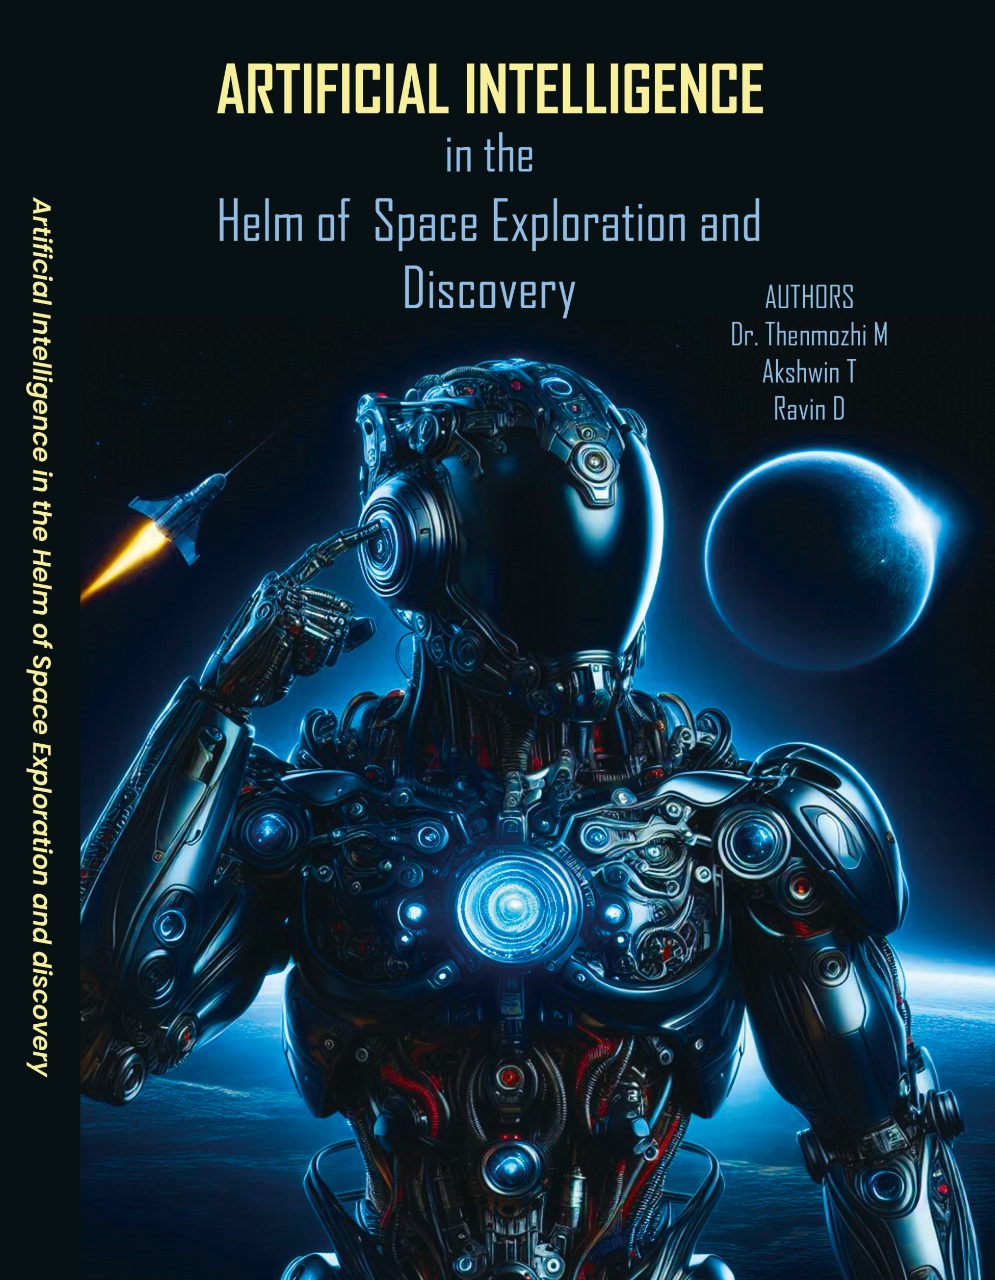 ARTIFICIAL INTELLIGENCE
in the
Helm of Space Exploration and
Discovery
AUTHORS
Dr. Thenmozhi M
Akshwin T
Ravin D
Artificial Intelligence in the Helm of Space Exploration and discovery